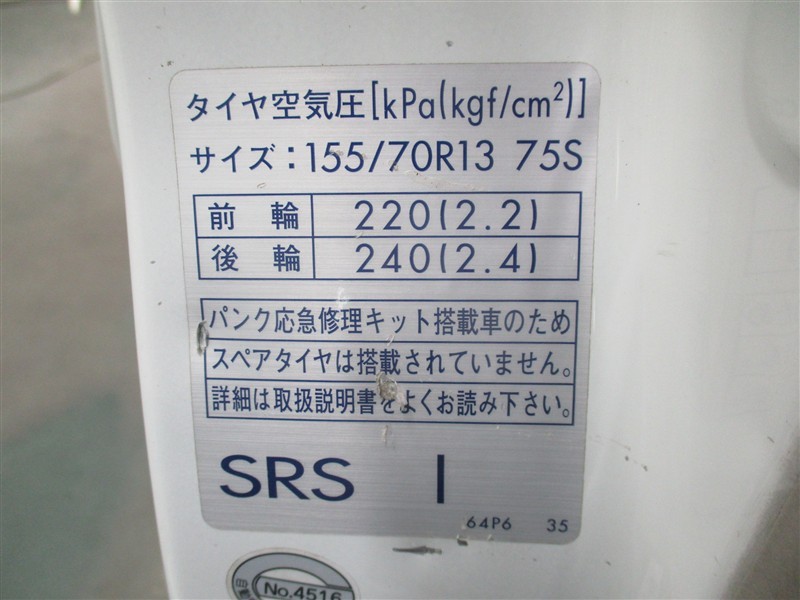 タイヤ空気圧[kPa(kgf/cm²)]
サイズ：155/70R13 75S
前輪 220(2.2)
後輪 240(2.4)
パンク応急修理キット搭載車のため
スペアタイヤは搭載されていません。
詳細は取扱説明書をよくお読み下さい。
SRS I
64P6 35
No.4516